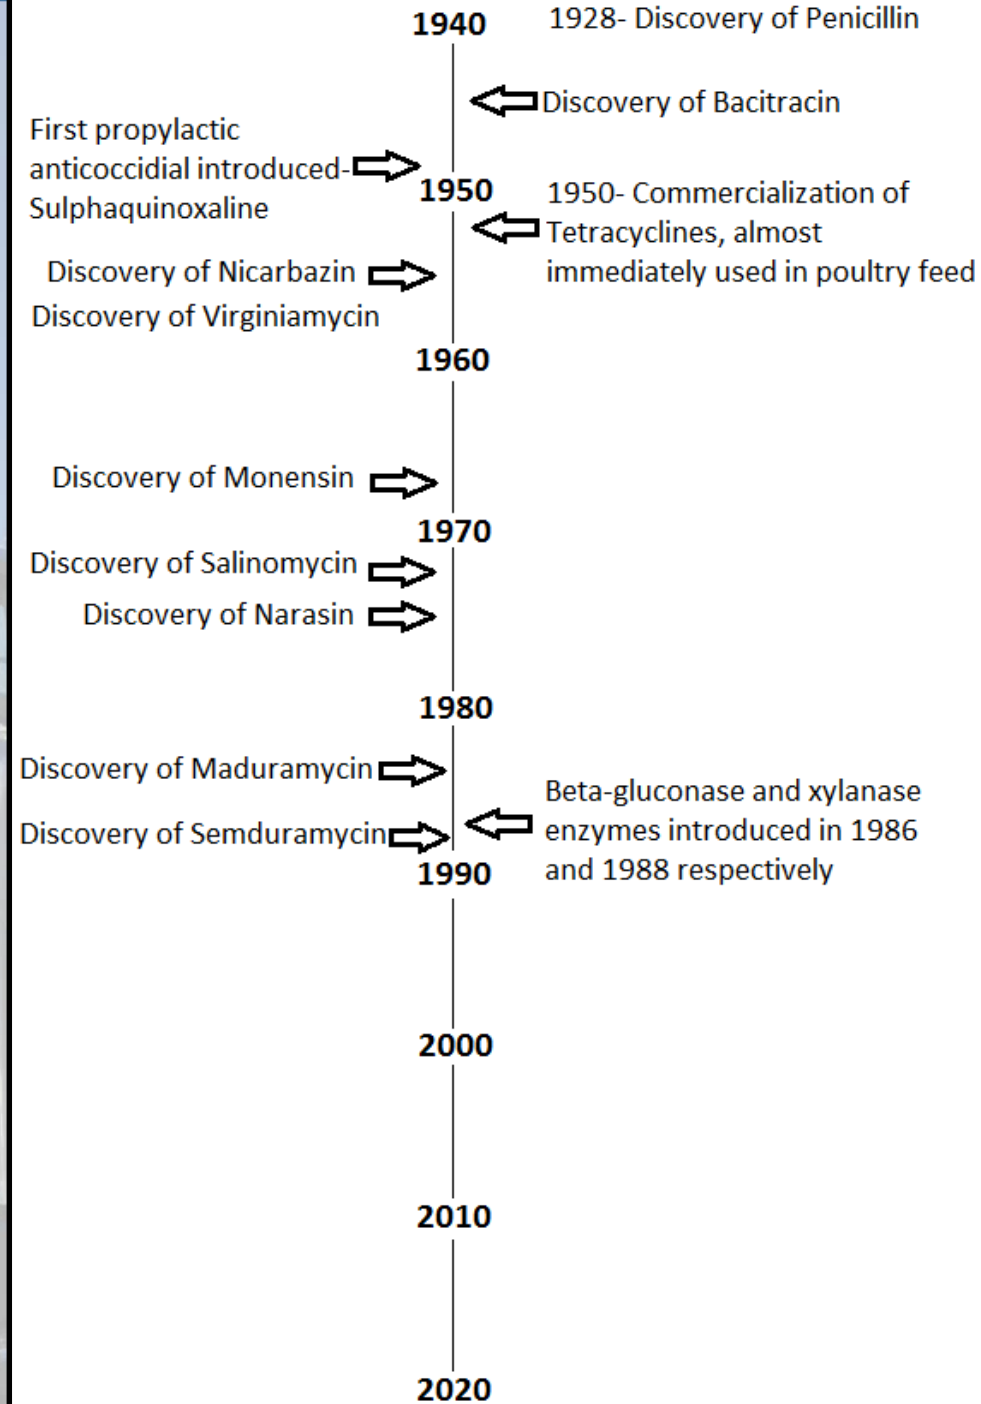 1940
1928- Discovery of Penicillin
Discovery of Bacitracin
First propylactic
anticoccidial introduced-
Sulphaquinoxaline
1950
1950- Commercialization of
Tetracyclines, almost
immediately used in poultry feed
Discovery of Nicarbazin
Discovery of Virginiamycin
1960
Discovery of Monensin
1970
Discovery of Salinomycin
Discovery of Narasin
1980
Discovery of Maduramycin
Beta-gluconase and xylanase
enzymes introduced in 1986
and 1988 respectively
Discovery of Semduramycin
1990
2000
2010
2020